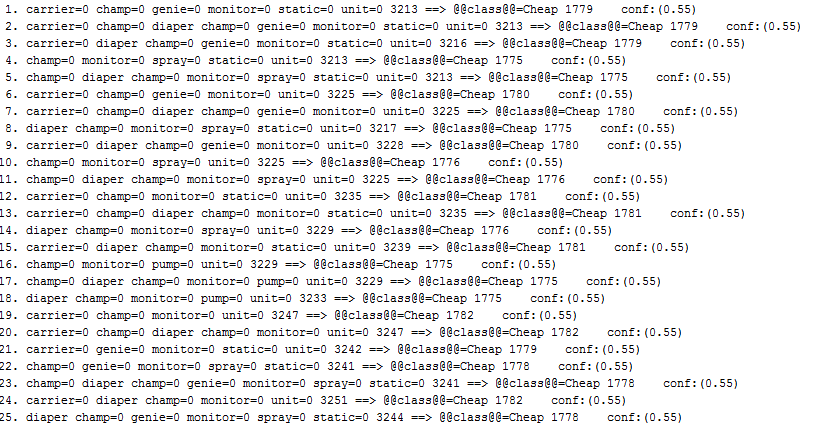 1. carrier=0 champ=0 genie=0 monitor=0 static=0 unit=0 3213 ==> @@class@@=Cheap 1779 conf:(0.55)
2. carrier=0 champ=0 diaper champ=0 genie=0 monitor=0 static=0 unit=0 3213 ==> @@class@@=Cheap 1779 conf:(0.55)
3. carrier=0 diaper champ=0 genie=0 monitor=0 static=0 unit=0 3216 ==> @@class@@=Cheap 1779 conf:(0.55)
4. champ=0 monitor=0 spray=0 static=0 unit=0 3213 ==> @@class@@=Cheap 1775 conf:(0.55)
5. champ=0 diaper champ=0 monitor=0 spray=0 static=0 unit=0 3213 ==> @@class@@=Cheap 1775 conf:(0.55)
6. carrier=0 champ=0 genie=0 monitor=0 unit=0 3225 ==> @@class@@=Cheap 1780 conf:(0.55)
7. carrier=0 champ=0 diaper champ=0 genie=0 monitor=0 unit=0 3225 ==> @@class@@=Cheap 1780 conf:(0.55)
8. diaper champ=0 monitor=0 spray=0 static=0 unit=0 3217 ==> @@class@@=Cheap 1775 conf:(0.55)
9. carrier=0 diaper champ=0 genie=0 monitor=0 unit=0 3228 ==> @@class@@=Cheap 1780 conf:(0.55)
10. champ=0 monitor=0 spray=0 unit=0 3225 ==> @@class@@=Cheap 1776 conf:(0.55)
11. champ=0 diaper champ=0 monitor=0 spray=0 unit=0 3225 ==> @@class@@=Cheap 1776 conf:(0.55)
12. carrier=0 champ=0 monitor=0 static=0 unit=0 3235 ==> @@class@@=Cheap 1781 conf:(0.55)
13. carrier=0 champ=0 diaper champ=0 monitor=0 static=0 unit=0 3235 ==> @@class@@=Cheap 1781 conf:(0.55)
14. diaper champ=0 monitor=0 spray=0 unit=0 3229 ==> @@class@@=Cheap 1776 conf:(0.55)
15. carrier=0 diaper champ=0 monitor=0 static=0 unit=0 3239 ==> @@class@@=Cheap 1781 conf:(0.55)
16. champ=0 monitor=0 pump=0 unit=0 3229 ==> @@class@@=Cheap 1775 conf:(0.55)
17. champ=0 diaper champ=0 monitor=0 pump=0 unit=0 3229 ==> @@class@@=Cheap 1775 conf:(0.55)
18. diaper champ=0 monitor=0 pump=0 unit=0 3233 ==> @@class@@=Cheap 1775 conf:(0.55)
19. carrier=0 champ=0 monitor=0 unit=0 3247 ==> @@class@@=Cheap 1782 conf:(0.55)
20. carrier=0 champ=0 diaper champ=0 monitor=0 unit=0 3247 ==> @@class@@=Cheap 1782 conf:(0.55)
21. carrier=0 genie=0 monitor=0 static=0 unit=0 3242 ==> @@class@@=Cheap 1779 conf:(0.55)
22. champ=0 genie=0 monitor=0 spray=0 static=0 3241 ==> @@class@@=Cheap 1778 conf:(0.55)
23. champ=0 diaper champ=0 genie=0 monitor=0 spray=0 static=0 3241 ==> @@class@@=Cheap 1778 conf:(0.55)
24. carrier=0 diaper champ=0 monitor=0 unit=0 3251 ==> @@class@@=Cheap 1782 conf:(0.55)
25. diaper champ=0 genie=0 monitor=0 spray=0 static=0 3244 ==> @@class@@=Cheap 1778 conf:(0.55)